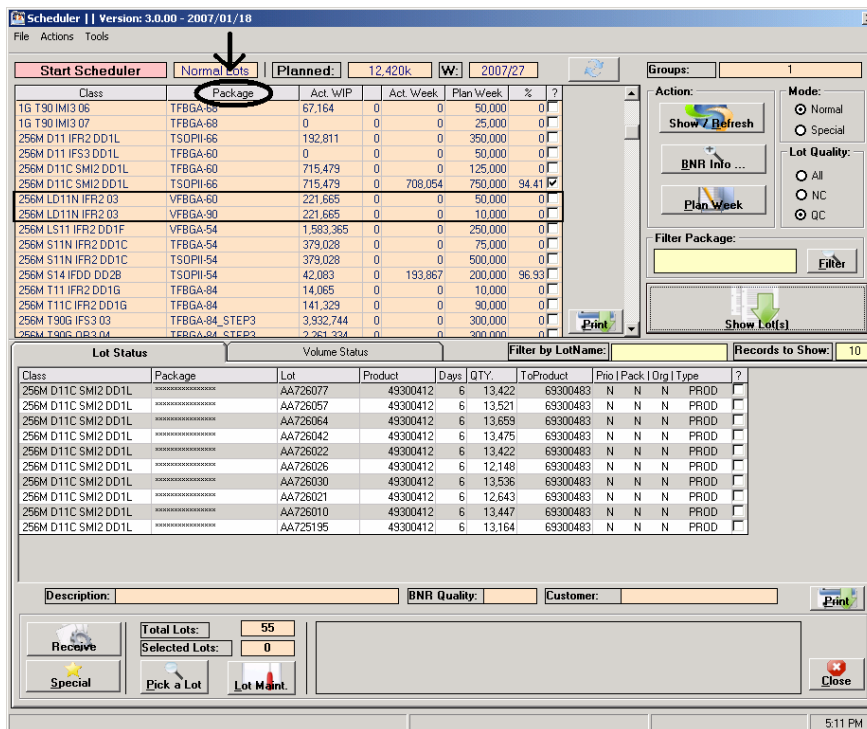 Scheduler | | Version: 3.0.00 - 2007/01/18
File Actions Tools
Start Scheduler Normal Lots Planned: 12,420k W: 2007/27 Groups: 1
Class Package Act. WIP Act. Week Plan Week % ?
1G T90 IMI3 06 TFBGA-68 67,164 0 0 50,000 0
1G T90 IMI3 07 TFBGA-68 0 0 0 25,000 0
256M D11 IFR2 DD1L TSOPII-66 192,811 0 0 350,000 0
256M D11 IFS3 DD1L TFBGA-60 0 0 0 50,000 0
256M D11C SMI2 DD1L TFBGA-60 715,479 0 0 125,000 0
256M D11C SMI2 DD1L TSOPII-66 715,479 0 708,054 750,000 94.41
256M LD11N IFR2 03 VFBGA-60 221,665 0 0 50,000 0
256M LD11N IFR2 03 VFBGA-90 221,665 0 0 10,000 0
256M LS11 IFR2 DD1F VFBGA-54 1,583,365 0 0 250,000 0
256M S11N IFR2 DD1C TFBGA-54 379,028 0 0 75,000 0
256M S11N IFR2 DD1C TSOPII-54 379,028 0 0 500,000 0
256M S14 IFDD DD2B TSOPII-54 42,083 0 193,867 200,000 96.93
256M T11 IFR2 DD1G TFBGA-84 14,065 0 0 10,000 0
256M T11C IFR2 DD1G TFBGA-84 141,329 0 0 90,000 0
256M T90G IFS3 03 TFBGA-84_STEP3 3,932,744 0 0 300,000 0
256M T90G QR3 04 TFBGA-84_STEP3 2,261,334 0 0 300,000 0
Print
Action:
Show / Refresh
BNR Info ...
Plan Week
Mode:
Normal
Special
Lot Quality:
All
NC
QC
Filter Package:
Filter
Show Lot(s)
Lot Status Volume Status Filter by LotName: Records to Show: 10
Class Package Lot Product Days QTY. ToProduct Prio | Pack | Org | Type ?
256M D11C SMI2 DD1L *************** AA726077 49300412 6 13,422 69300483 N N N PROD
256M D11C SMI2 DD1L *************** AA726057 49300412 6 13,521 69300483 N N N PROD
256M D11C SMI2 DD1L *************** AA726064 49300412 6 13,659 69300483 N N N PROD
256M D11C SMI2 DD1L *************** AA726042 49300412 6 13,475 69300483 N N N PROD
256M D11C SMI2 DD1L *************** AA726022 49300412 6 13,422 69300483 N N N PROD
256M D11C SMI2 DD1L *************** AA726026 49300412 6 12,148 69300483 N N N PROD
256M D11C SMI2 DD1L *************** AA726030 49300412 6 13,536 69300483 N N N PROD
256M D11C SMI2 DD1L *************** AA726021 49300412 6 12,643 69300483 N N N PROD
256M D11C SMI2 DD1L *************** AA726010 49300412 6 13,447 69300483 N N N PROD
256M D11C SMI2 DD1L *************** AA725195 49300412 6 13,164 69300483 N N N PROD
Description: BNR Quality: Customer: Print
Receive
Special
Total Lots: 55
Selected Lots: 0
Pick a Lot
Lot Maint.
Close
5:11 PM